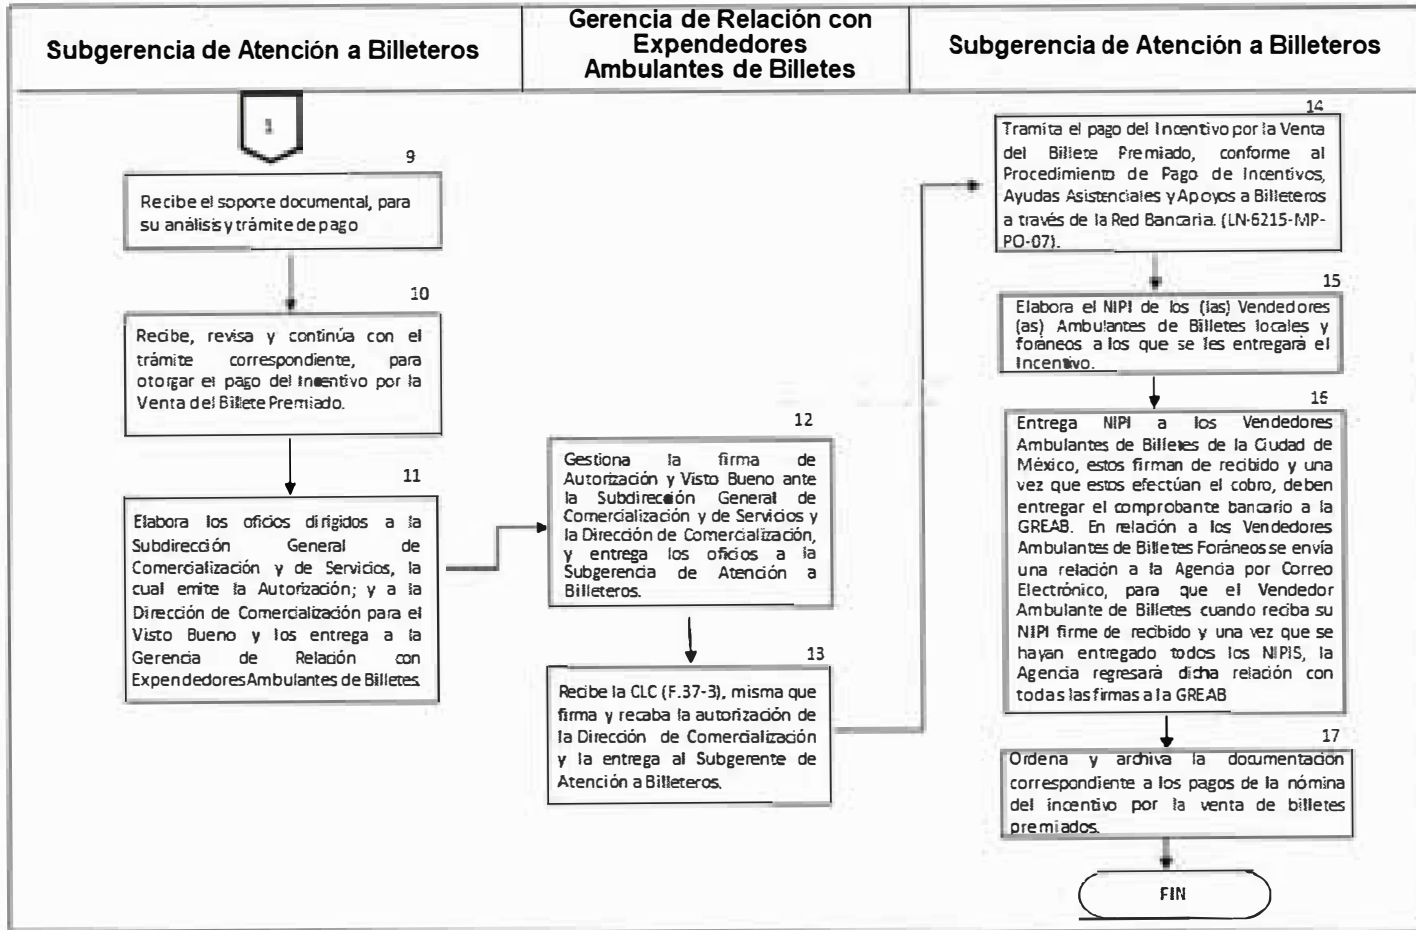 Subgerencia de Atención a Billeteros
Gerencia de Relación con
Expendedores
Ambulantes de Billetes
Subgerencia de Atención a Billeteros
1
9
Recibe el soporte documental, para
su análisis y trámite de pago
10
Recibe, revisa y continúa con el
trámite correspondiente, para
otorgar el pago del Incentivo por la
Venta del Billete Premiado.
11
Elabora los oficios dirigidos a la
Subdirección General de
Comercialización y de Servicios, la
cual emite la Autorización; y a la
Dirección de Comercialización para el
Visto Bueno y los entrega a la
Gerencia de Relación con
Expendedores Ambulantes de Billetes.
12
Gestiona la firma de
Autorización y Visto Bueno ante
la Subdirección General de
Comercialización y de Servicios y
la Dirección de Comercialización,
y entrega los oficios a la
Subgerencia de Atención a
Billeteros.
13
Recibe la CLC (F.37-3), misma que
firma y recaba la autorización de
la Dirección de Comercialización
y la entrega al Subgerente de
Atención a Billeteros.
14
Tramita el pago del Incentivo por la Venta
del Billete Premiado, conforme al
Procedimiento de Pago de Incentivos,
Ayudas Asistenciales y Apoyos a Billeteros
a través de la Red Bancaria. (LN-6215-MP-
PO-07).
15
Elabora el NIPI de los (las) Vendedores
(as) Ambulantes de Billetes locales y
foráneos a los que se les entregará el
Incentivo.
16
Entrega NIPI a los Vendedores
Ambulantes de Billetes de la Ciudad de
México, estos firman de recibido y una
vez que estos efectúan el cobro, deben
entregar el comprobante bancario a la
GREAB. En relación a los Vendedores
Ambulantes de Billetes Foráneos se envía
una relación a la Agencia por Correo
Electrónico, para que el Vendedor
Ambulante de Billetes cuando reciba su
NIPI firme de recibido y una vez que se
hayan entregado todos los NIPIS, la
Agencia regresará dicha relación con
todas las firmas a la GREAB
17
Ordena y archiva la documentación
correspondiente a los pagos de la nómina
del incentivo por la venta de billetes
premiados.
FIN